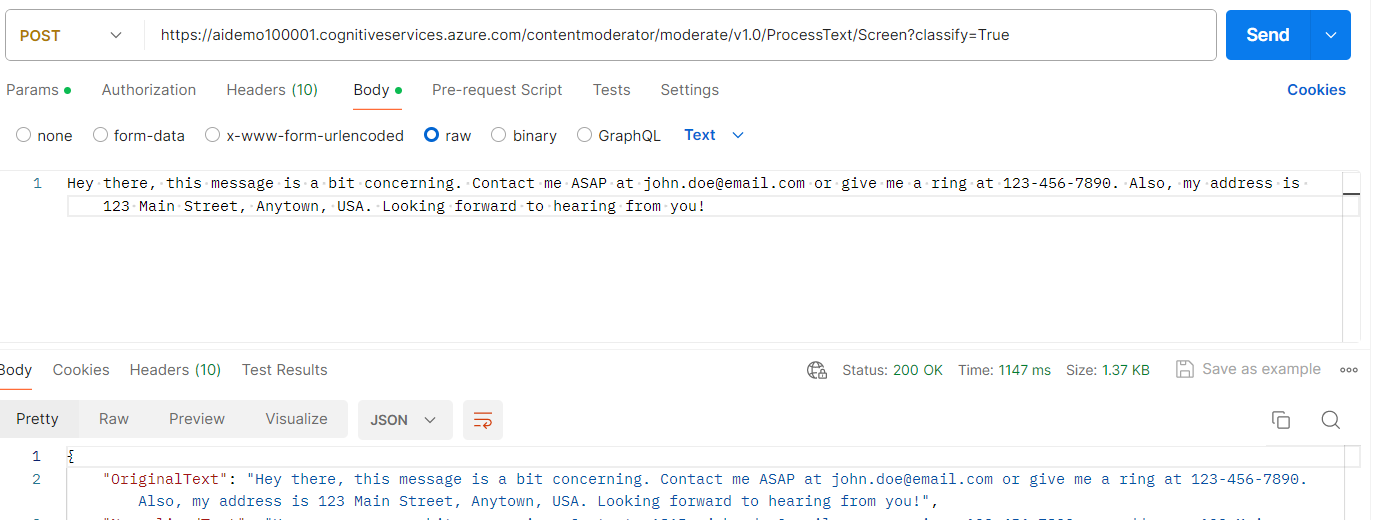 POST https://aidemo100001.cognitiveservices.azure.com/contentmoderator/moderate/v1.0/ProcessText/Screen?classify=True Send
Params Authorization Headers (10) Body Pre-request Script Tests Settings Cookies
none form-data x-www-form-urlencoded raw binary GraphQL Text
1 Hey there, this message is a bit concerning. Contact me ASAP at john.doe@email.com or give me a ring at 123-456-7890. Also, my address is
123 Main Street, Anytown, USA. Looking forward to hearing from you!
Body Cookies Headers (10) Test Results Status: 200 OK Time: 1147 ms Size: 1.37 KB Save as example
Pretty Raw Preview Visualize JSON
1 {
2 "OriginalText": "Hey there, this message is a bit concerning. Contact me ASAP at john.doe@email.com or give me a ring at 123-456-7890.
Also, my address is 123 Main Street, Anytown, USA. Looking forward to hearing from you!",